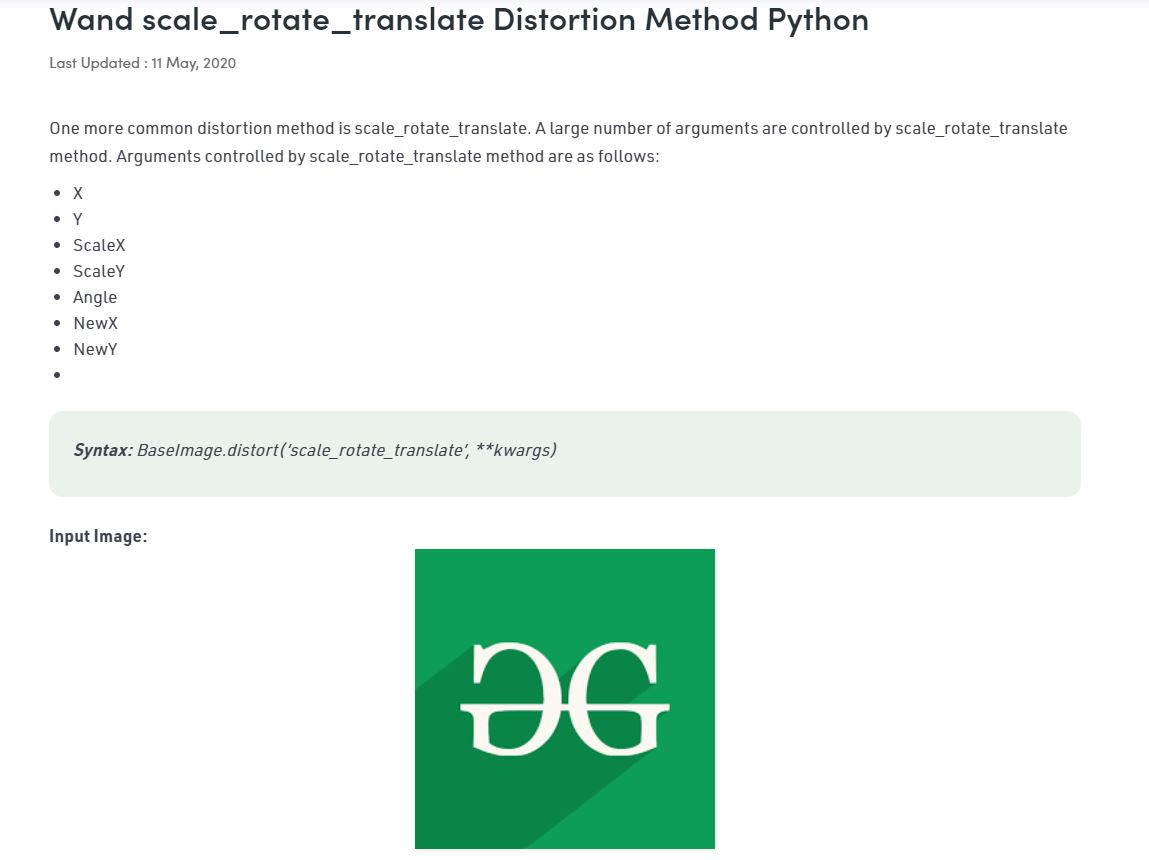 Wand scale_rotate_translate Distortion Method Python
Last Updated : 11 May, 2020
One more common distortion method is scale_rotate_translate. A large number of arguments are controlled by scale_rotate_translate
method. Arguments controlled by scale_rotate_translate method are as follows:
• X
• Y
• ScaleX
• ScaleY
• Angle
• NewX
• NewY
•
Syntax: BaseImage.distort(‘scale_rotate_translate’, **kwargs)
Input Image: